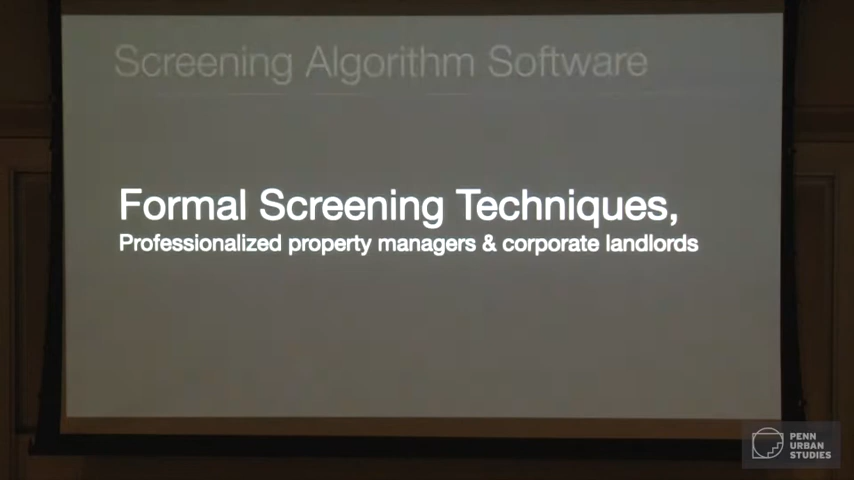 Screening Algorithm Software
Formal Screening Techniques,
Professionalized property managers & corporate landlords
PENN
URBAN
STUDIES